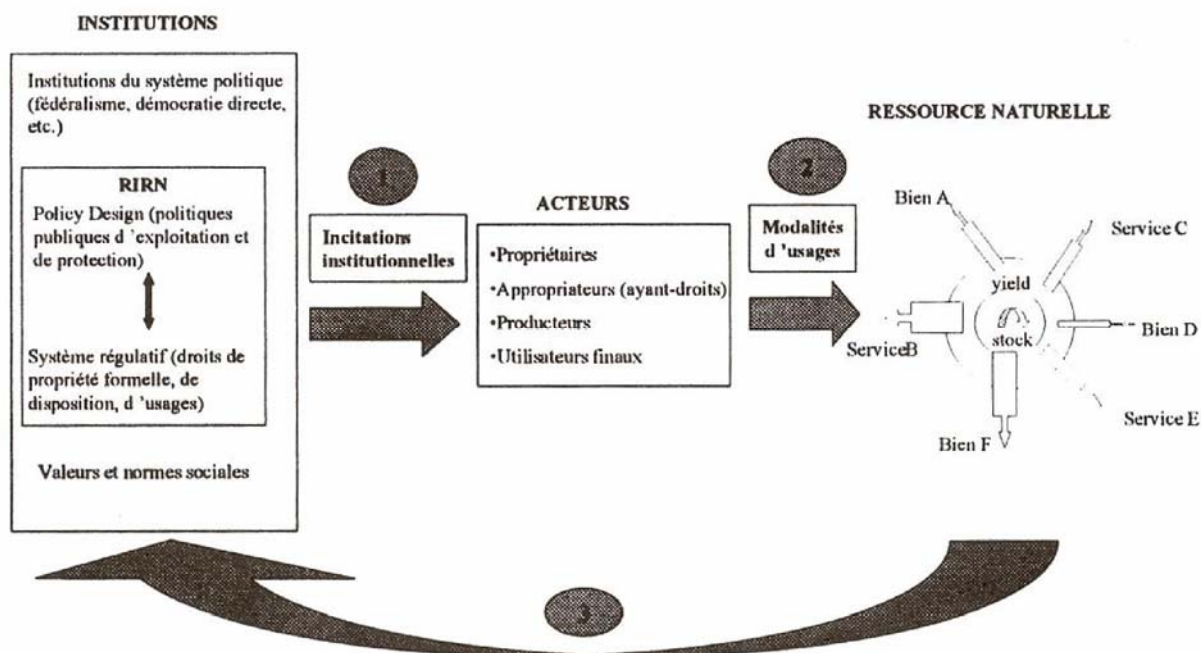 INSTITUTIONS
Institutions du système politique
(fédéralisme, démocratie directe,
etc.)
RIRN
Policy Design (politiques
publiques d 'exploitation et
de protection)
Système régulatif (droits de
propriété formelle, de
disposition, d 'usages)
Valeurs et normes sociales
1
Incitations
institutionnelles
ACTEURS
•Propriétaires
•Appropriateurs (ayant-droits)
•Producteurs
•Utilisateurs finaux
2
Modalités
d 'usages
RESSOURCE NATURELLE
Bien A
Service C
yield
Bien D
stock
ServiceB
Service E
Bien F
3